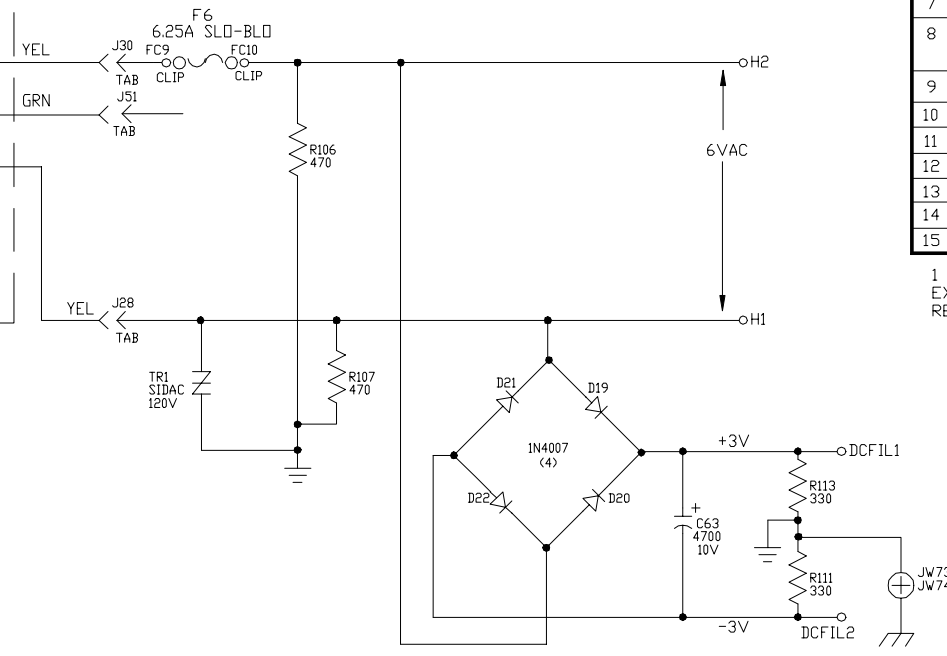 F6
6.25A SLO-BLO
YEL
J30
FC9
FC10
TAB
CLIP
CLIP
GRN
J51
TAB
H2
R106
470
6VAC
YEL
J28
TAB
H1
TR1
SIDAC
120V
R107
470
D21
D19
1N4007
(4)
D22
D20
+3V
DCFIL1
+
C63
4700
10V
R113
330
R111
330
JW73
JW74
-3V
DCFIL2
7
8
9
10
11
12
13
14
15
1